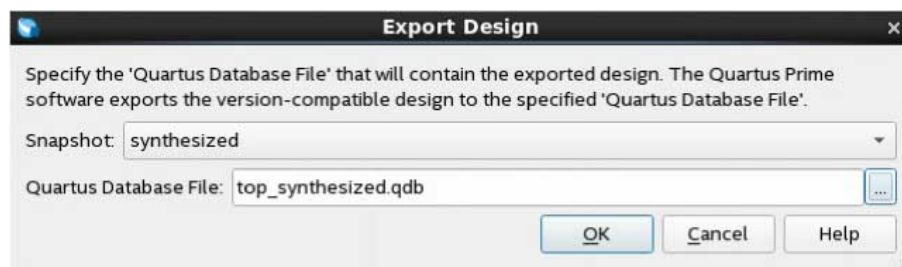 Export Design
Specify the 'Quartus Database File' that will contain the exported design. The Quartus Prime
software exports the version-compatible design to the specified 'Quartus Database File'.
Snapshot: synthesized
Quartus Database File: top_synthesized.qdb ...
OK Cancel Help